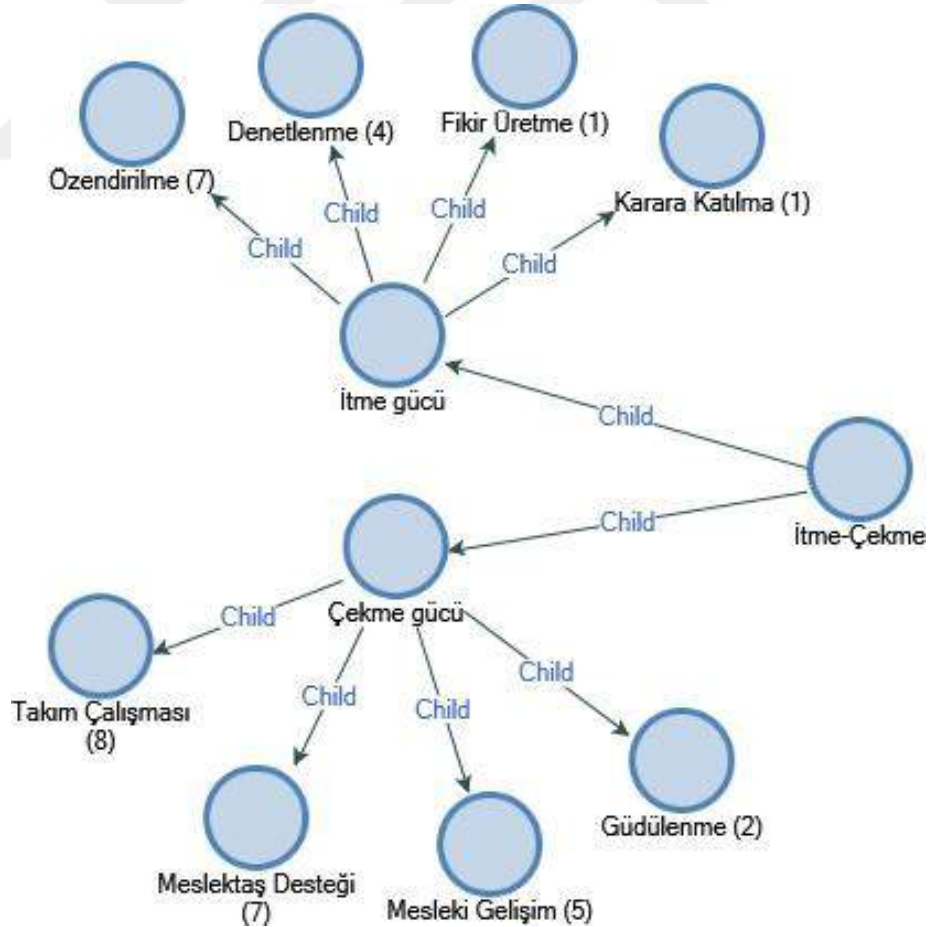 Fikir Üretme (1)
Denetlenme (4)
Özendirilme (7)
Karara Katılma (1)
Child
Child
Child
Child
İtme gücü
Child
İtme-Çekme
Child
Çekme gücü
Child
Child
Child
Child
Takım Çalışması
(8)
Güdülenme (2)
Meslektaş Desteği
(7)
Mesleki Gelişim (5)